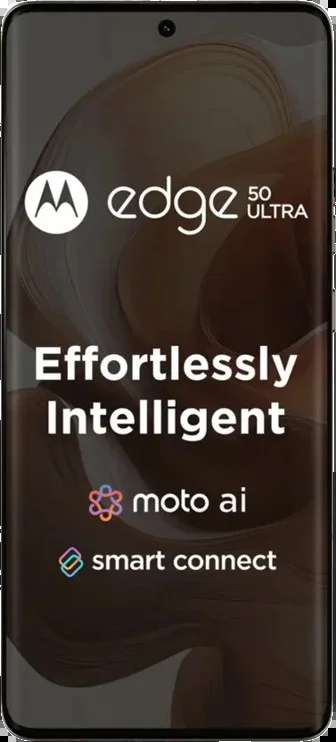 edge 50 ULTRA
Effortlessly
Intelligent
moto ai
smart connect